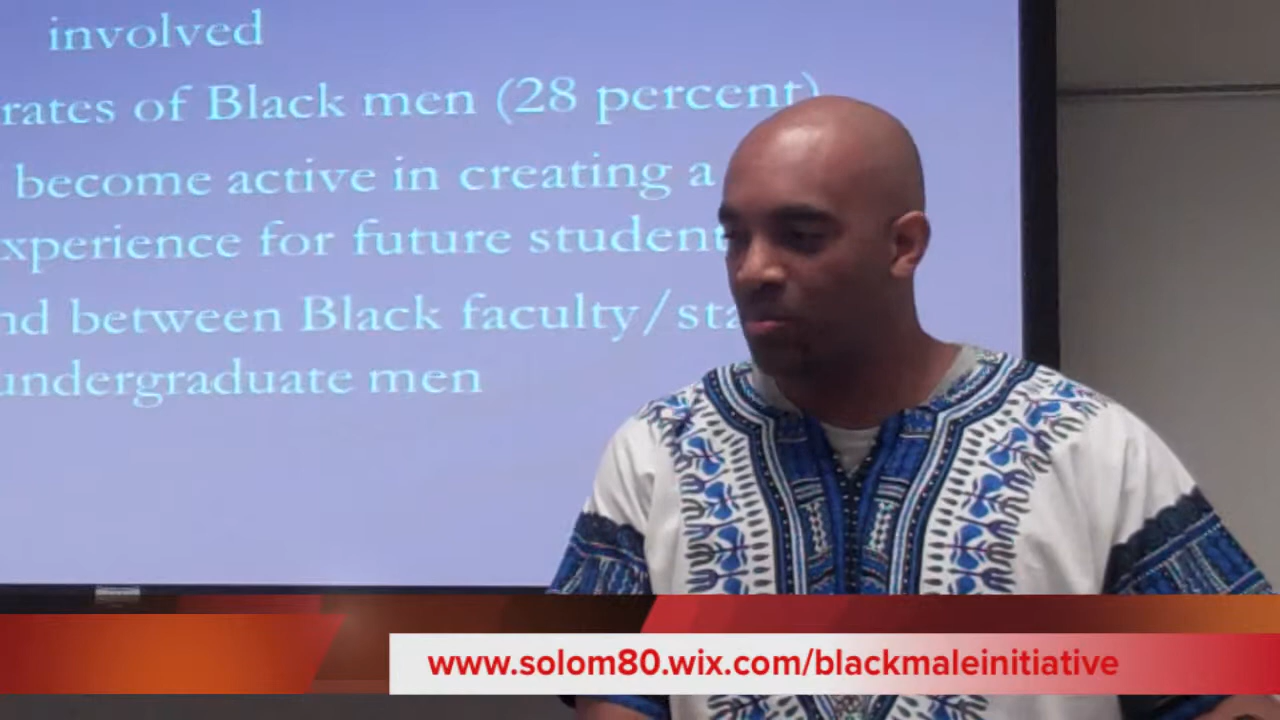 involved
rates of Black men (28 percent)
become active in creating a
xperience for future student
nd between Black faculty/sta
undergraduate men
www.solom80.wix.com/blackmaleinitiative